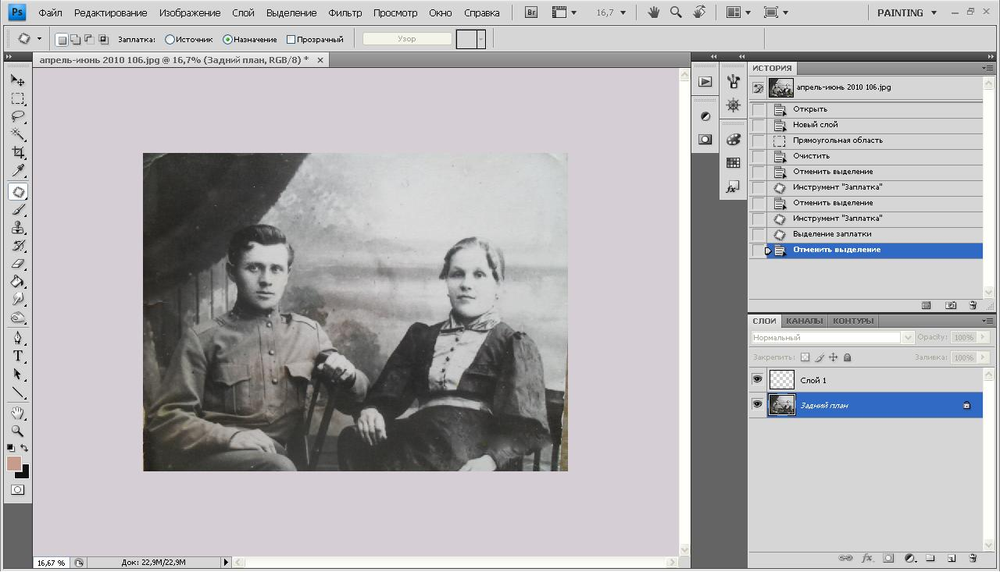 Ps Файл Редактирование Изображение Слой Выделение Фильтр Просмотр Окно Справка Br 16,7 PAINTING
Заплатка: Источник Назначение Прозрачный Узор
апрель-июнь 2010 106.jpg @ 16,7% (Задний план, RGB/8) *
ИСТОРИЯ
апрель-июнь 2010 106.jpg
Открыть
Новый слой
Прямоугольная область
Очистить
Отменить выделение
Инструмент "Заплатка"
Отменить выделение
Инструмент "Заплатка"
Выделение заплатки
Отменить выделение
СЛОИ КАНАЛЫ КОНТУРЫ
Нормальный Opacity: 100%
Закрепить: Заливка: 100%
Слой 1
Задний план
fx
16,67 % Док: 22,9M/22,9M